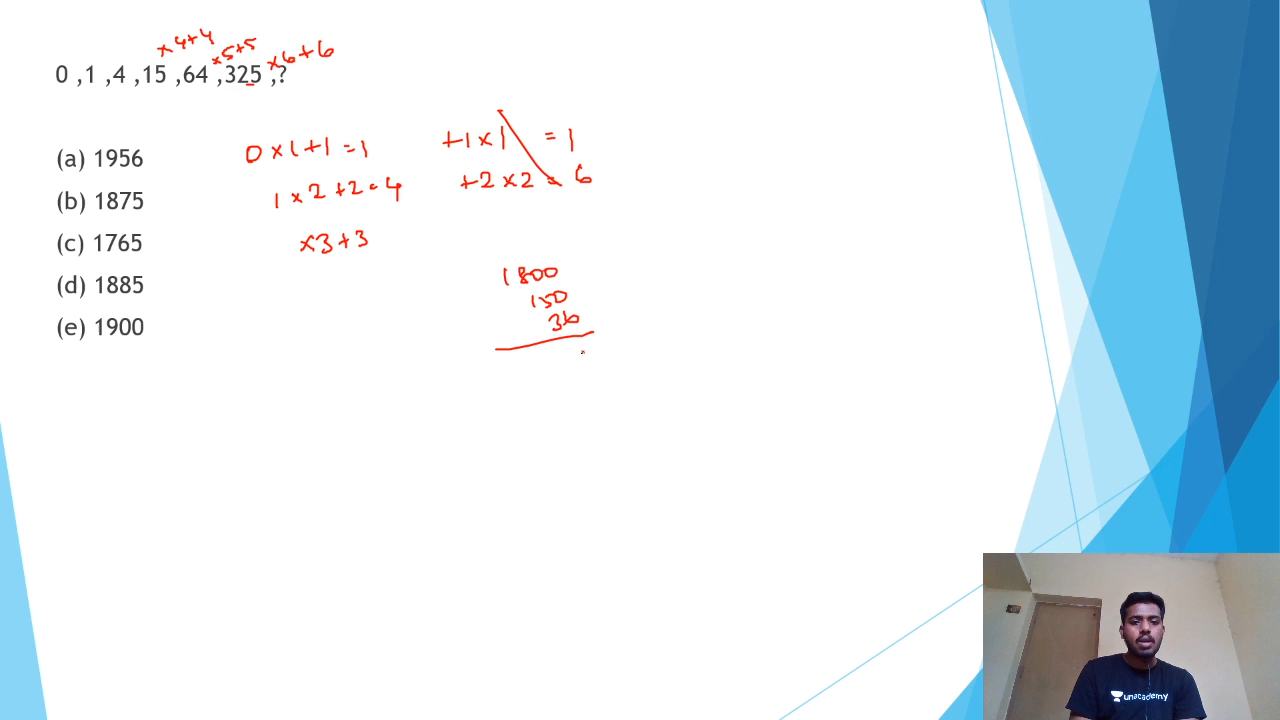 ×4+4
×5+5
×6+6
0 ,1 ,4 ,15 ,64 ,325 ,?
(a) 1956
(b) 1875
(c) 1765
(d) 1885
(e) 1900
0 × 1 + 1 = 1
1 × 2 + 2 = 4
×3 + 3
+1 × 1 = 1
+2 × 2 = 6
1800
150
36
unacademy